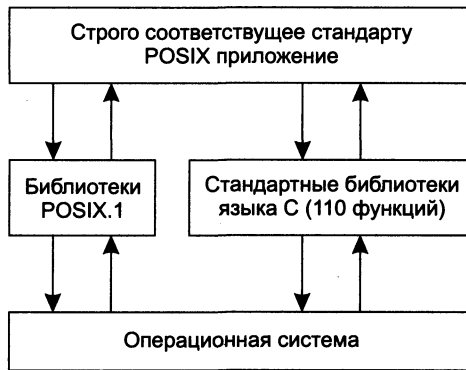 Строго соответствущее стандарту
POSIX приложение
Библиотеки
POSIX.1
Стандартные библиотеки
языка C (110 функций)
Операционная система